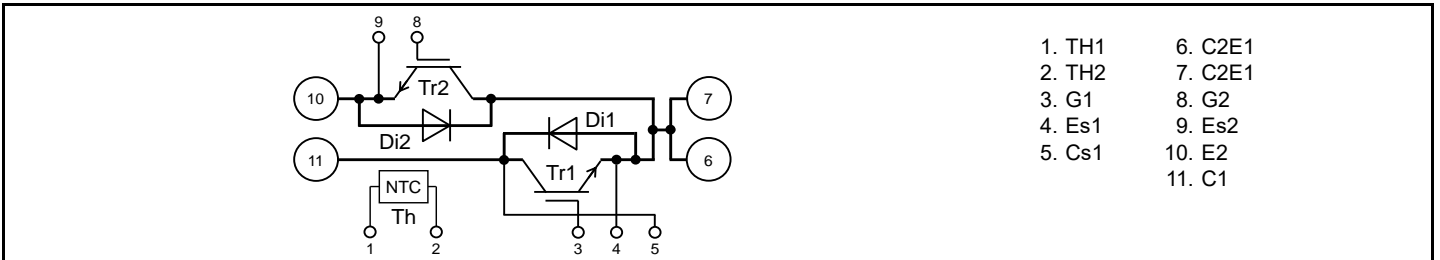 9 8
Tr2
10
7
Di2
Di1
11
6
Tr1
NTC
Th
1 2 3 4 5
1. TH1
2. TH2
3. G1
4. Es1
5. Cs1
6. C2E1
7. C2E1
8. G2
9. Es2
10. E2
11. C1